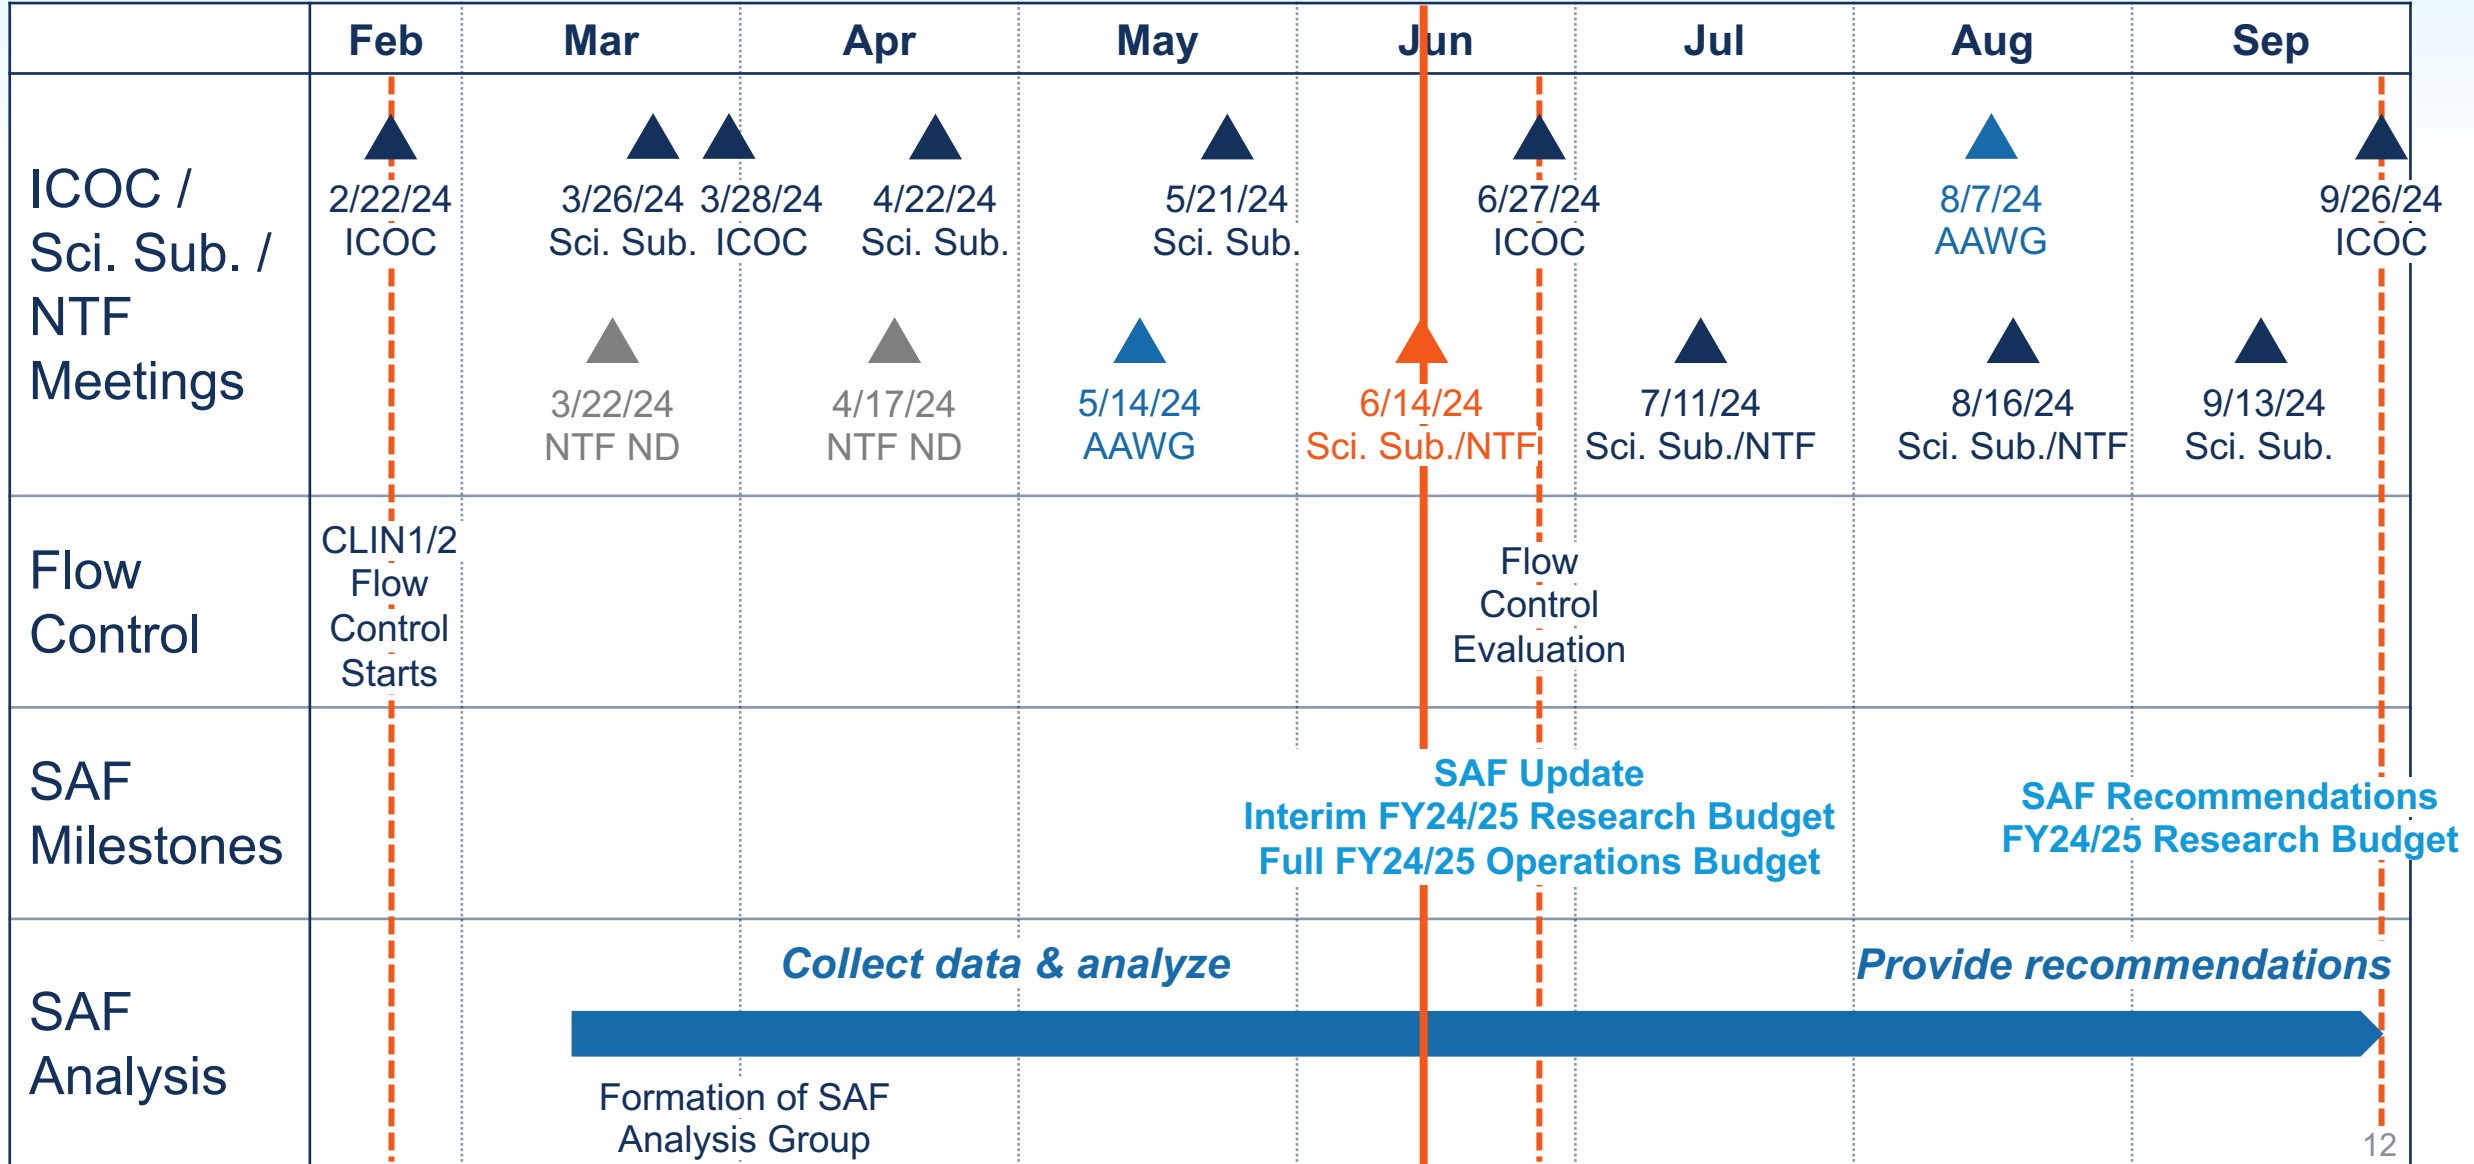 Feb Mar Apr May Jun Jul Aug Sep
ICOC /
Sci. Sub. /
NTF
Meetings
2/22/24
ICOC
3/26/24
Sci. Sub.
3/28/24
ICOC
4/22/24
Sci. Sub.
5/21/24
Sci. Sub.
6/27/24
ICOC
8/7/24
AAWG
9/26/24
ICOC
3/22/24
NTF ND
4/17/24
NTF ND
5/14/24
AAWG
6/14/24
Sci. Sub./NTF
7/11/24
Sci. Sub./NTF
8/16/24
Sci. Sub./NTF
9/13/24
Sci. Sub.
Flow
Control
CLIN1/2
Flow
Control
Starts
Flow
Control
Evaluation
SAF
Milestones
SAF Update
Interim FY24/25 Research Budget
Full FY24/25 Operations Budget
SAF Recommendations
FY24/25 Research Budget
SAF
Analysis
Collect data & analyze
Provide recommendations
Formation of SAF
Analysis Group
12